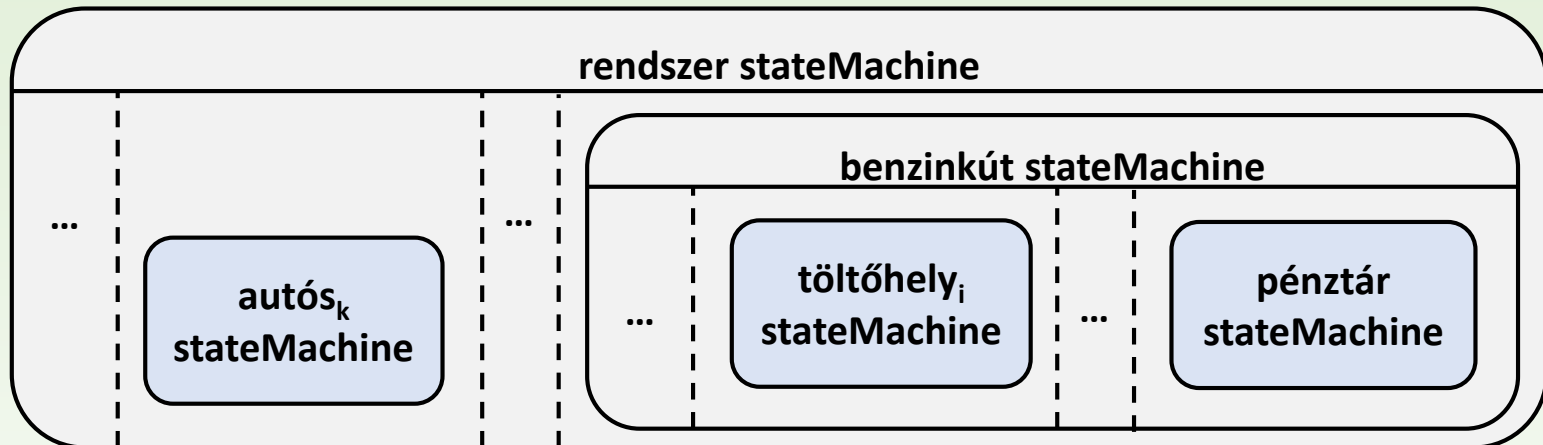 rendszer stateMachine
benzinkút stateMachine
...
...
autósₖ
stateMachine
...
töltőhelyᵢ
stateMachine
...
pénztár
stateMachine